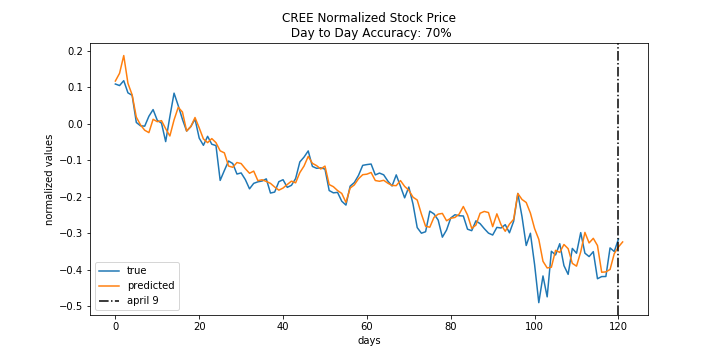 CREE Normalized Stock Price
Day to Day Accuracy: 70%
normalized values
0.2
0.1
0.0
−0.1
−0.2
−0.3
−0.4
−0.5
true
predicted
april 9
0 20 40 60 80 100 120
days